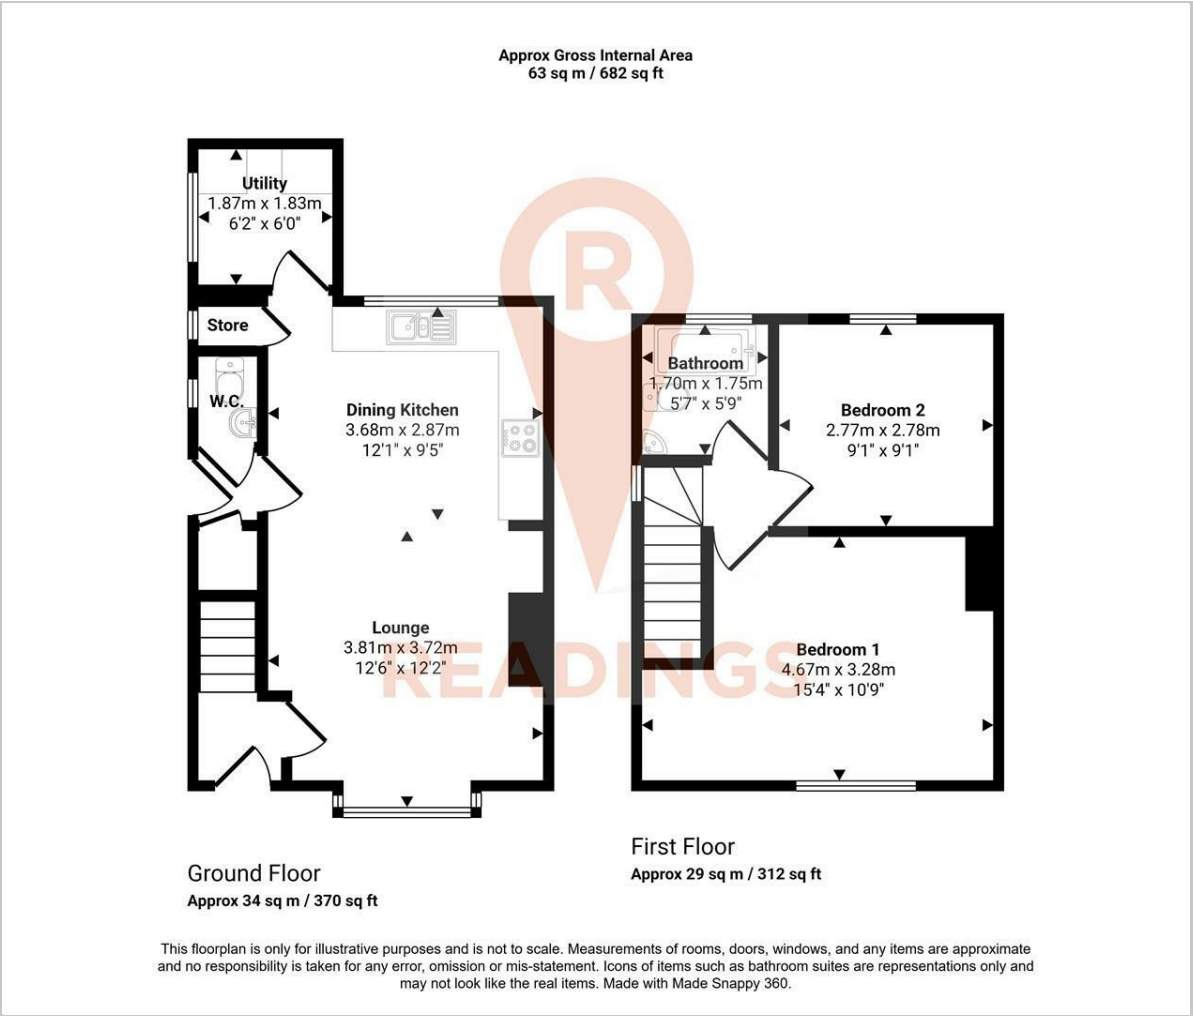 Approx Gross Internal Area
63 sq m / 682 sq ft
Utility
1.87m x 1.83m
6'2" x 6'0"
Store
W.C.
Dining Kitchen
3.68m x 2.87m
12'1" x 9'5"
Lounge
3.81m x 3.72m
12'6" x 12'2"
Bathroom
1.70m x 1.75m
5'7" x 5'9"
Bedroom 2
2.77m x 2.78m
9'1" x 9'1"
Bedroom 1
4.67m x 3.28m
15'4" x 10'9"
R
READINGS
Ground Floor
Approx 34 sq m / 370 sq ft
First Floor
Approx 29 sq m / 312 sq ft
This floorplan is only for illustrative purposes and is not to scale. Measurements of rooms, doors, windows, and any items are approximate
and no responsibility is taken for any error, omission or mis-statement. Icons of items such as bathroom suites are representations only and
may not look like the real items. Made with Made Snappy 360.